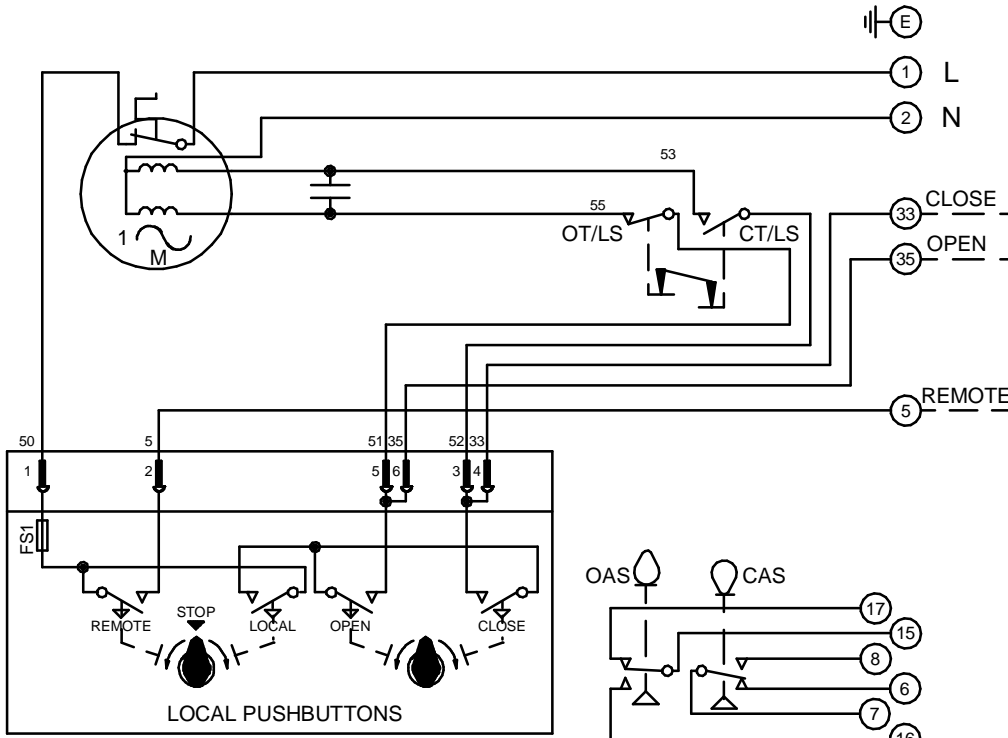 E
1 L
2 N
53
55
OT/LS
CT/LS
33 CLOSE
35 OPEN
1
M
5 REMOTE
50 5 51 35 52 33
1 2 5 6 3 4
FS1
REMOTE
STOP
LOCAL
OPEN
CLOSE
LOCAL PUSHBUTTONS
OAS
CAS
17
15
8
6
7
16